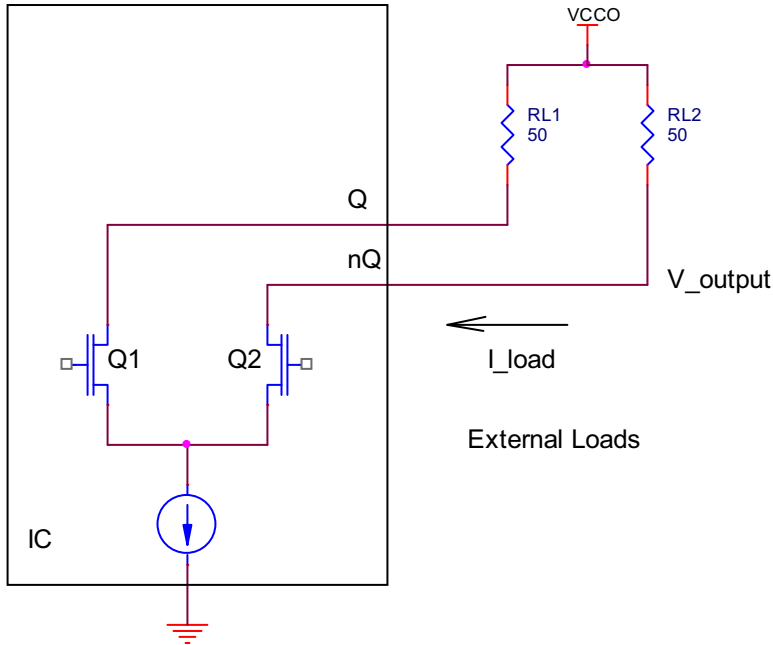 VCCO
RL1
50
RL2
50
Q
nQ
V_output
Q1
Q2
I_load
External Loads
IC